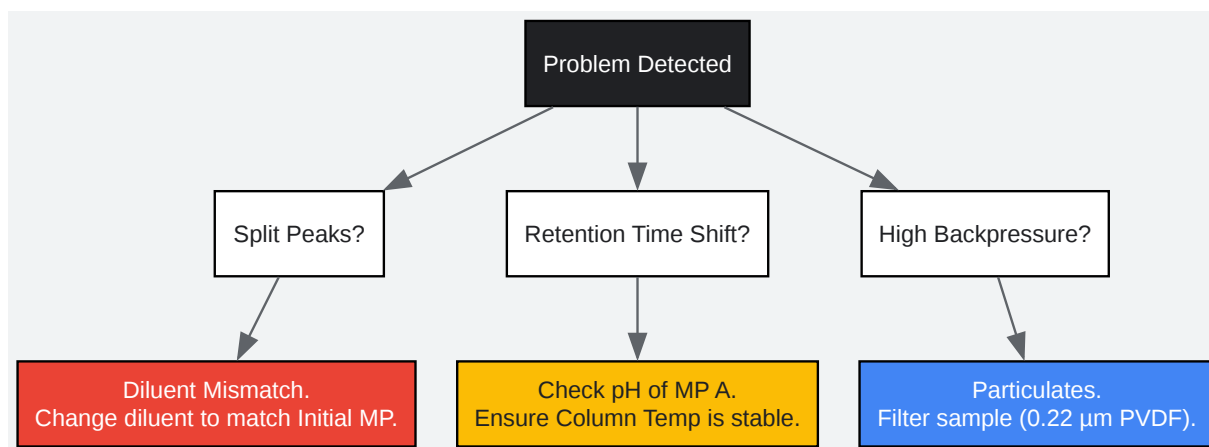 Problem Detected
Split Peaks?
Retention Time Shift?
High Backpressure?
Diluent Mismatch.
Change diluent to match Initial MP.
Check pH of MP A.
Ensure Column Temp is stable.
Particulates.
Filter sample (0.22 µm PVDF).